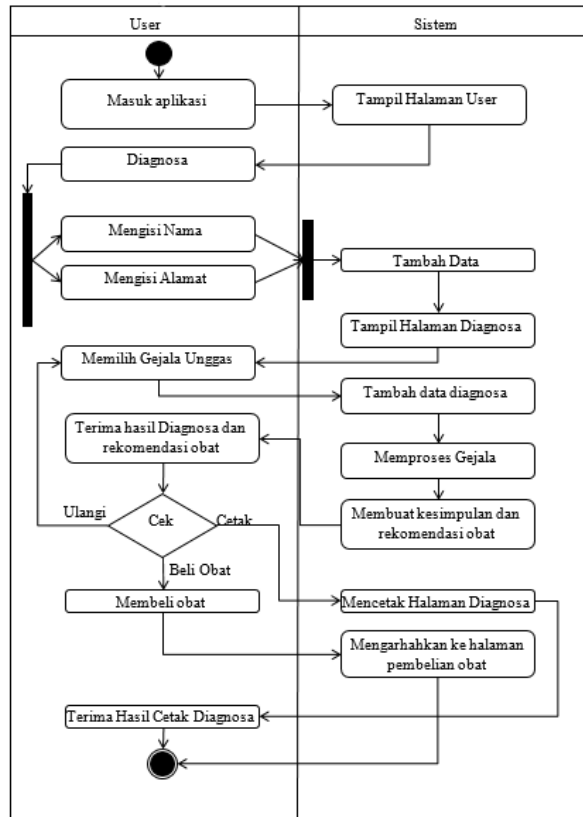 User
Sistem
Masuk aplikasi
Tampil Halaman User
Diagnosa
Mengisi Nama
Mengisi Alamat
Tambah Data
Tampil Halaman Diagnosa
Memilih Gejala Unggas
Tambah data diagnosa
Terima hasil Diagnosa dan
rekomendasi obat
Memproses Gejala
Membuat kesimpulan dan
rekomendasi obat
Ulangi
Cek
Cetak
Beli Obat
Membeli obat
Mencetak Halaman Diagnosa
Mengarhahkan ke halaman
pembelian obat
Terima Hasil Cetak Diagnosa